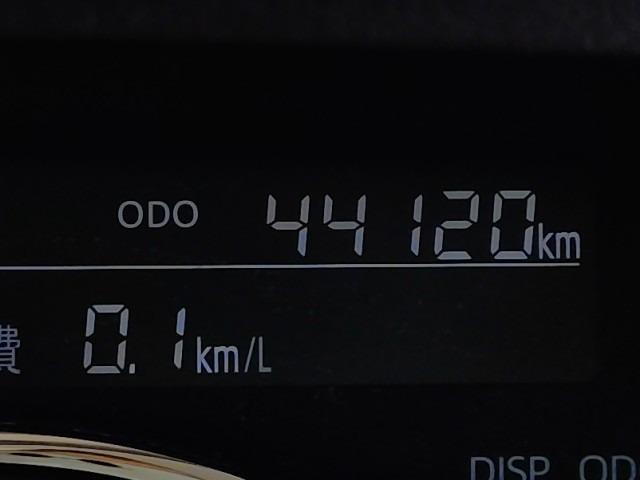 ODO 44120km
費 0.1km/L
DISP OD